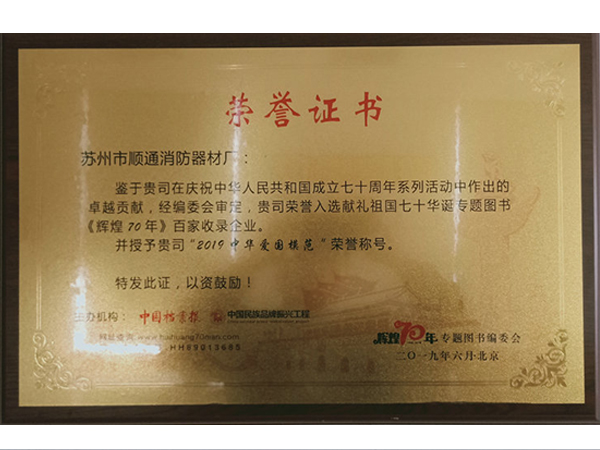 荣誉证书
苏州市顺通消防器材厂：
鉴于贵司在庆祝中华人民共和国成立七十周年系列活动中作出的
卓越贡献，经编委会审定，贵司荣誉入选献礼祖国七十华诞专题图书
《辉煌70年》百家收录企业。
并授予贵司“2019中华爱国模范”荣誉称号。
特发此证，以资鼓励！
主办机构： 中国档案报 中国民族品牌振兴工程
网址查询：
HH69013665
辉煌70年 专题图书编委会
二〇一九年六月·北京